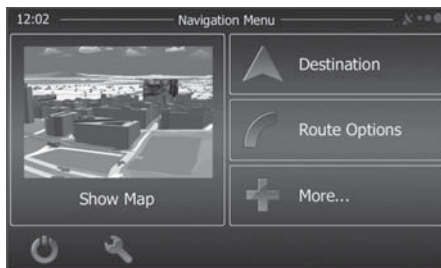 12:02 Navigation Menu
Destination
Route Options
Show Map
More...